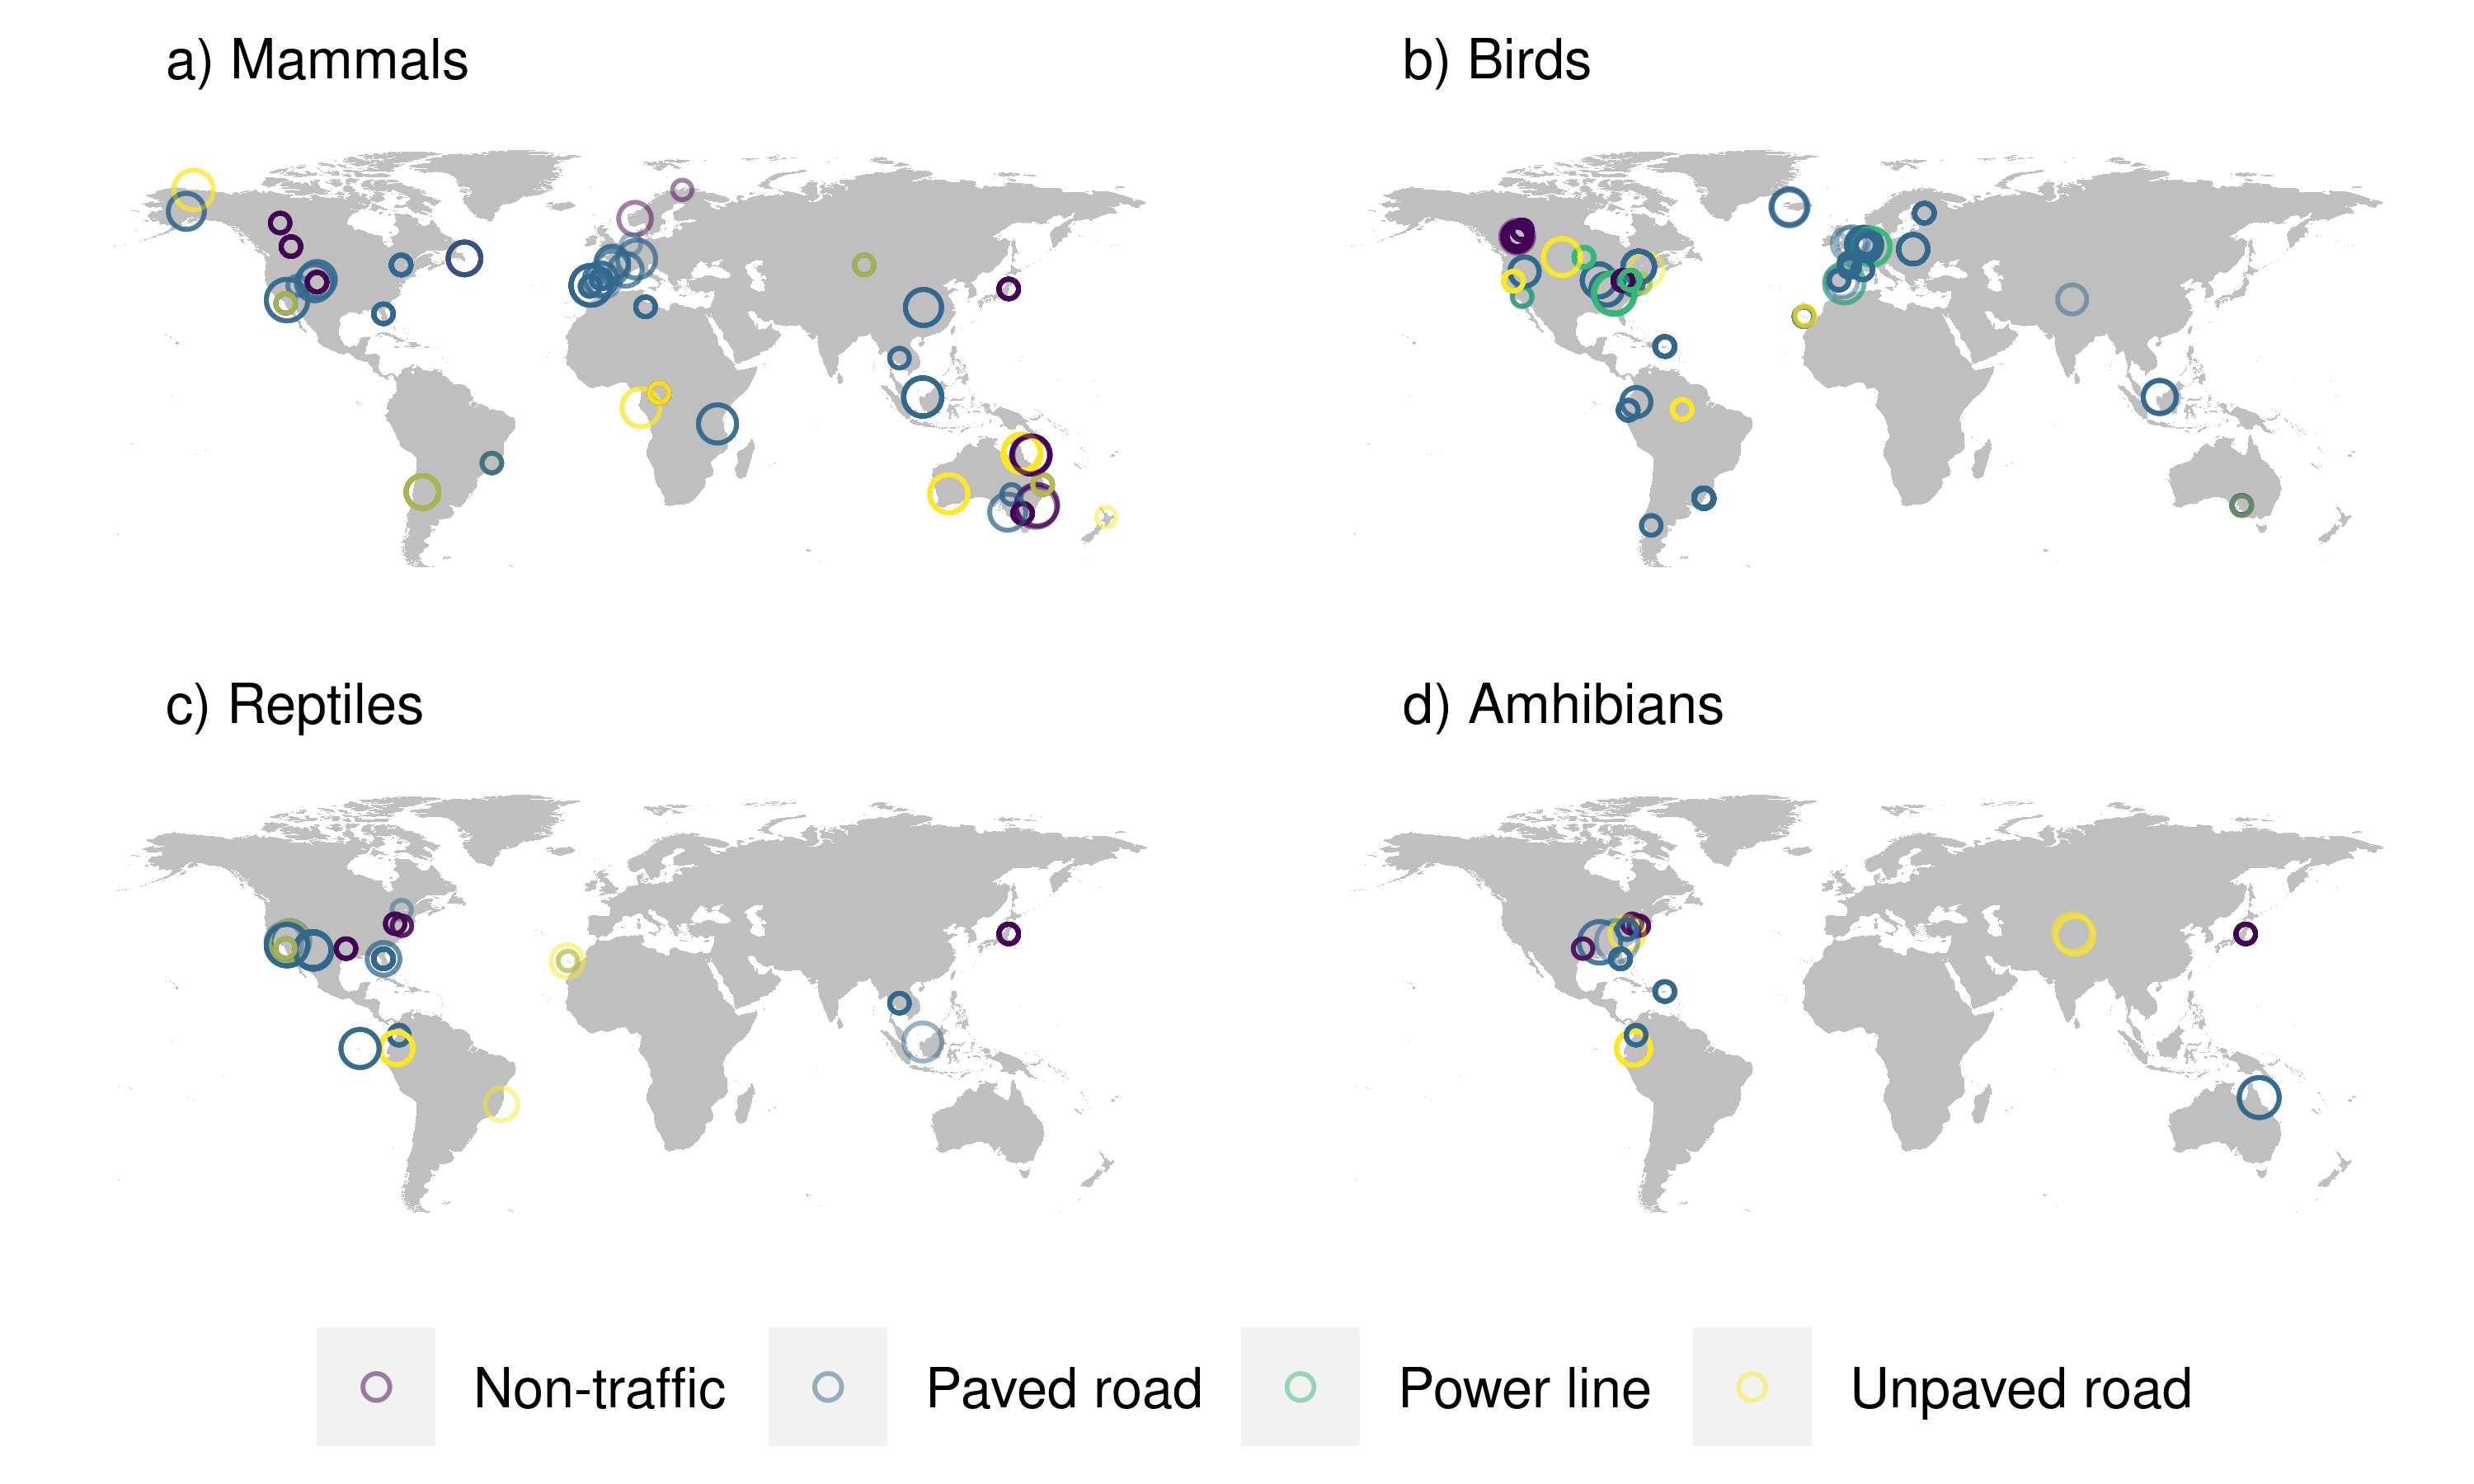 a) Mammals
b) Birds
c) Reptiles
d) Amhibians
Non-traffic
Paved road
Power line
Unpaved road